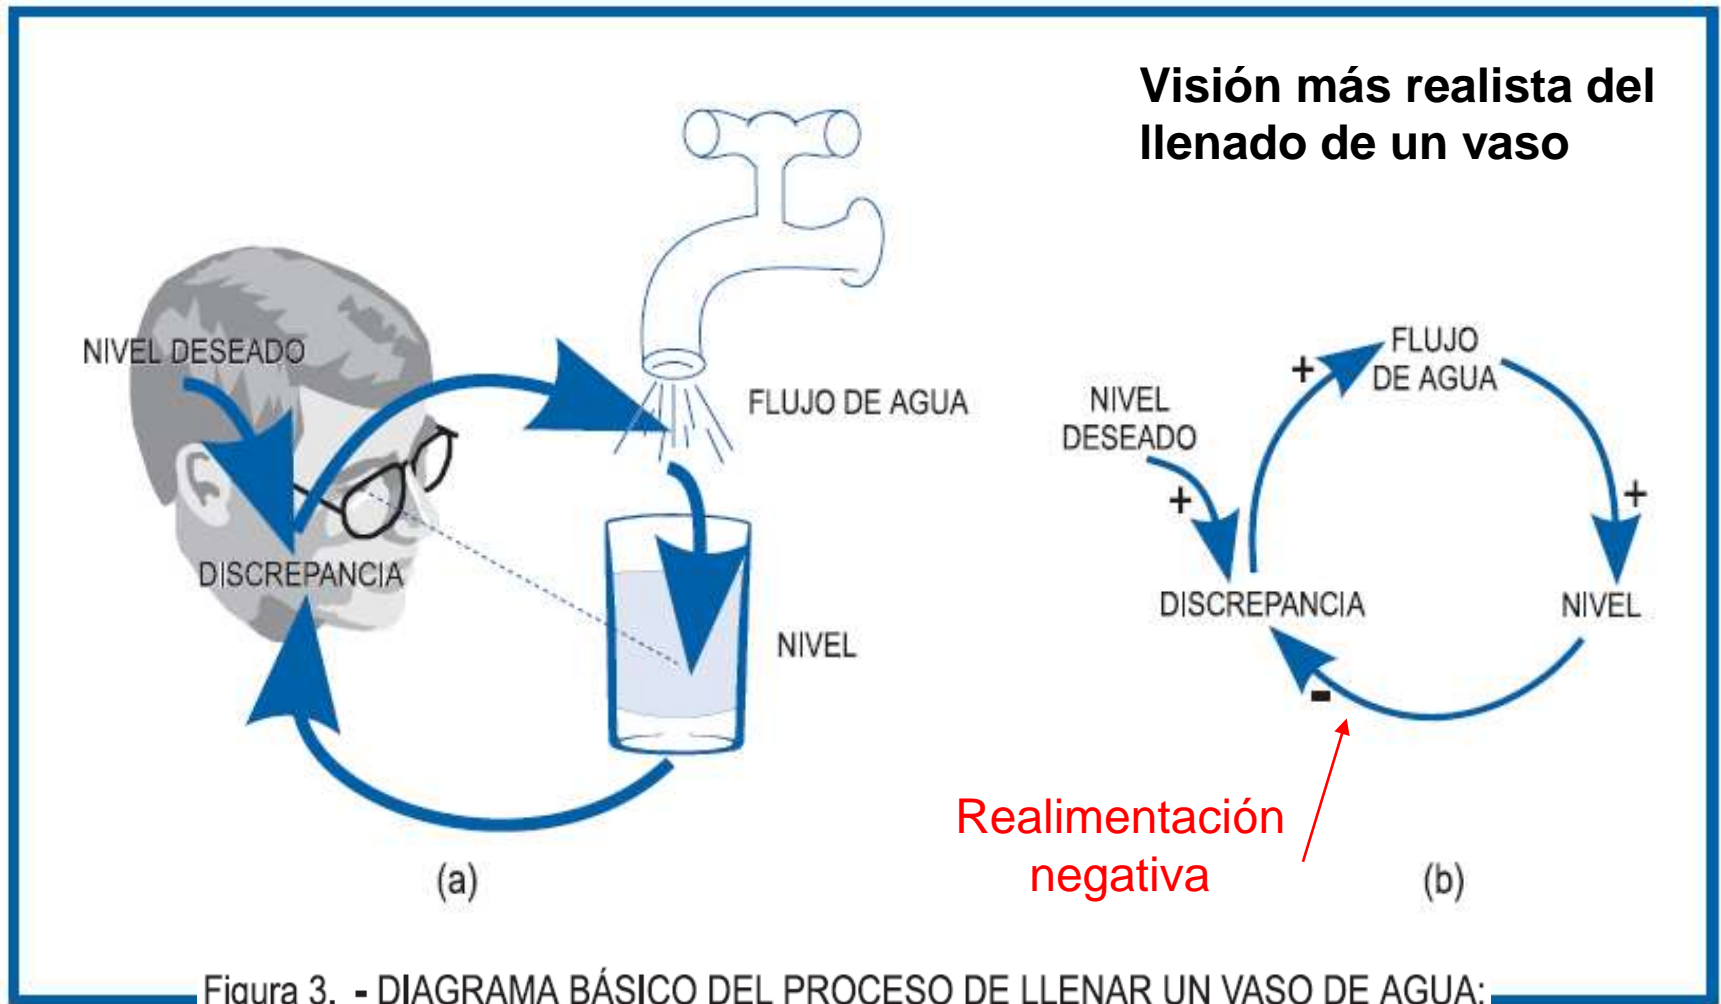 Visión más realista del
llenado de un vaso
NIVEL DESEADO
DISCREPANCIA
FLUJO DE AGUA
NIVEL
(a)
FLUJO
DE AGUA
+
NIVEL
DESEADO
+
+
DISCREPANCIA
NIVEL
-
Realimentación
negativa
(b)
Figura 3. - DIAGRAMA BÁSICO DEL PROCESO DE LLENAR UN VASO DE AGUA: